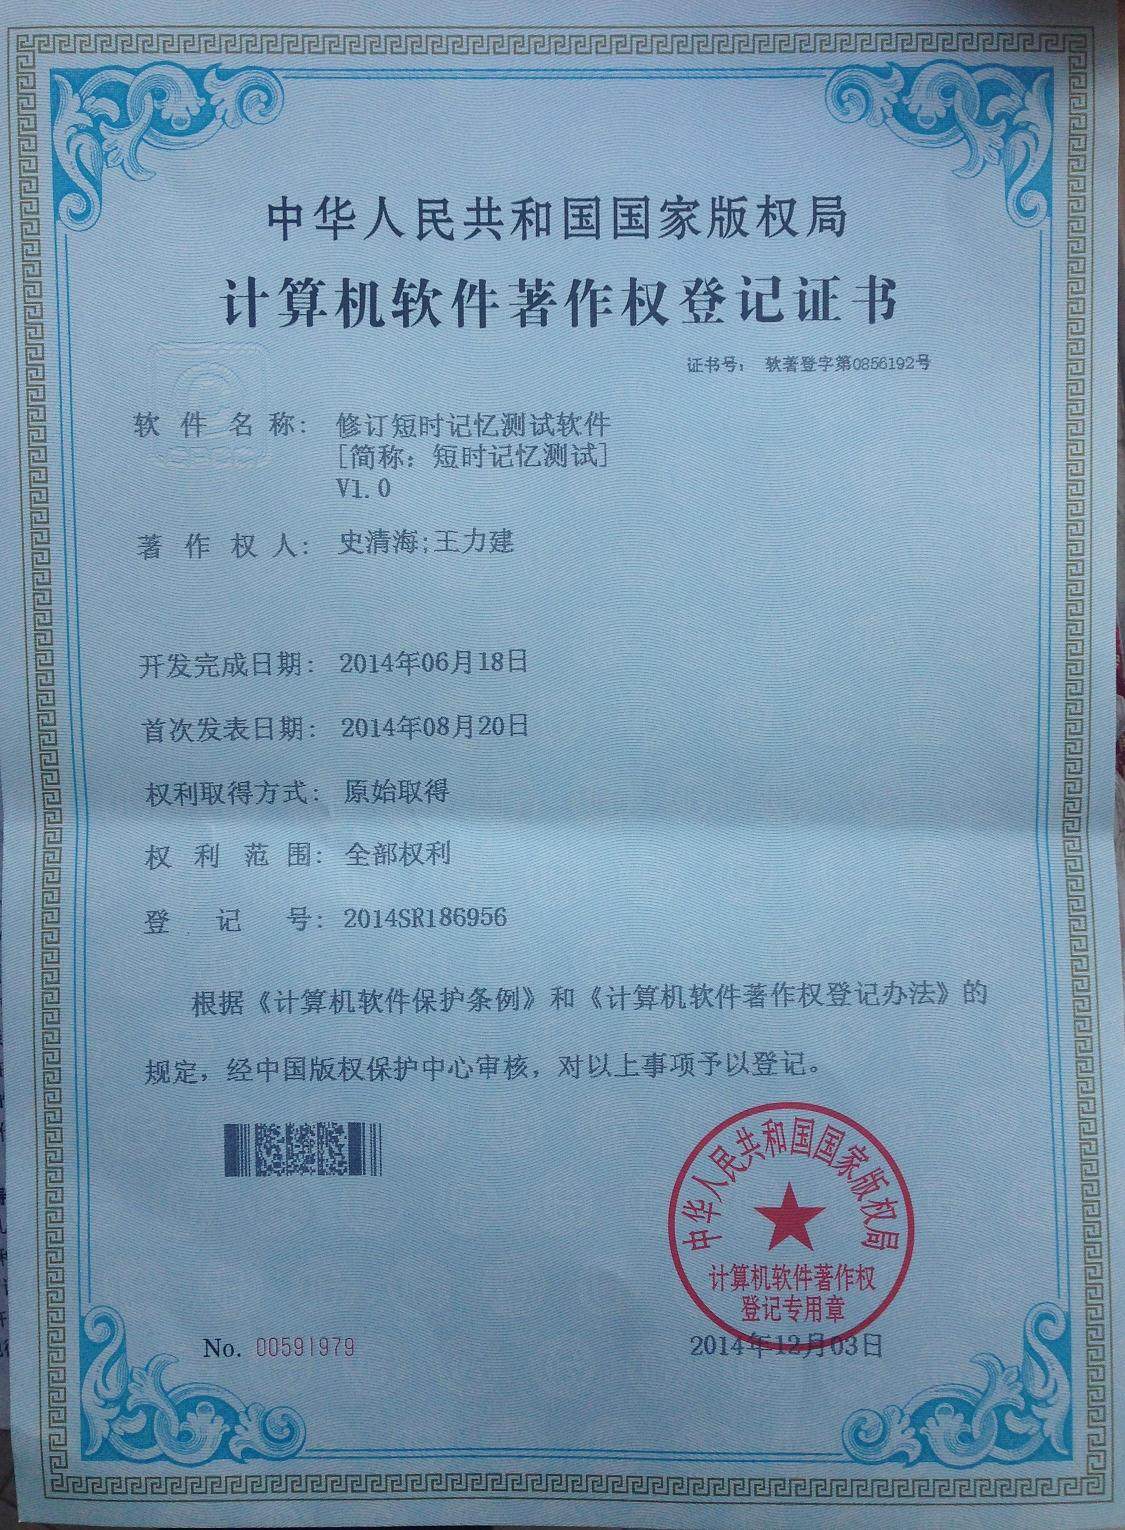 中华人民共和国国家版权局
计算机软件著作权登记证书
证书号： 软著登字第0856192号
软件名称： 修订短时记忆测试软件
[简称：短时记忆测试]
V1.0
著作权人： 史清海;王力建
开发完成日期： 2014年06月18日
首次发表日期： 2014年08月20日
权利取得方式： 原始取得
权利范围： 全部权利
登记号： 2014SR186956
根据《计算机软件保护条例》和《计算机软件著作权登记办法》的
规定，经中国版权保护中心审核，对以上事项予以登记。
中华人民共和国国家版权局
计算机软件著作权
登记专用章
No. 00591979
2014年12月03日